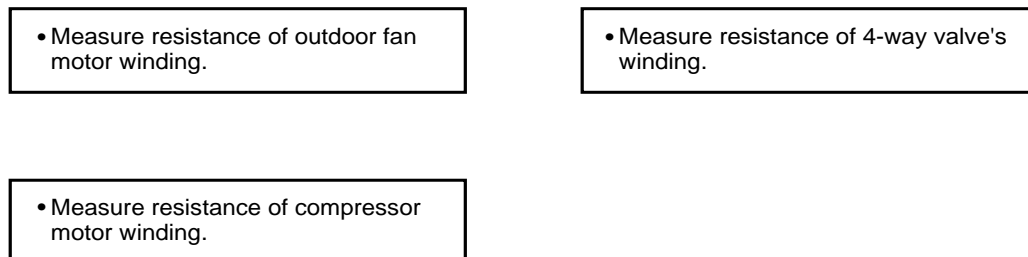 • Measure resistance of outdoor fan
motor winding.
• Measure resistance of 4-way valve's
winding.
• Measure resistance of compressor
motor winding.